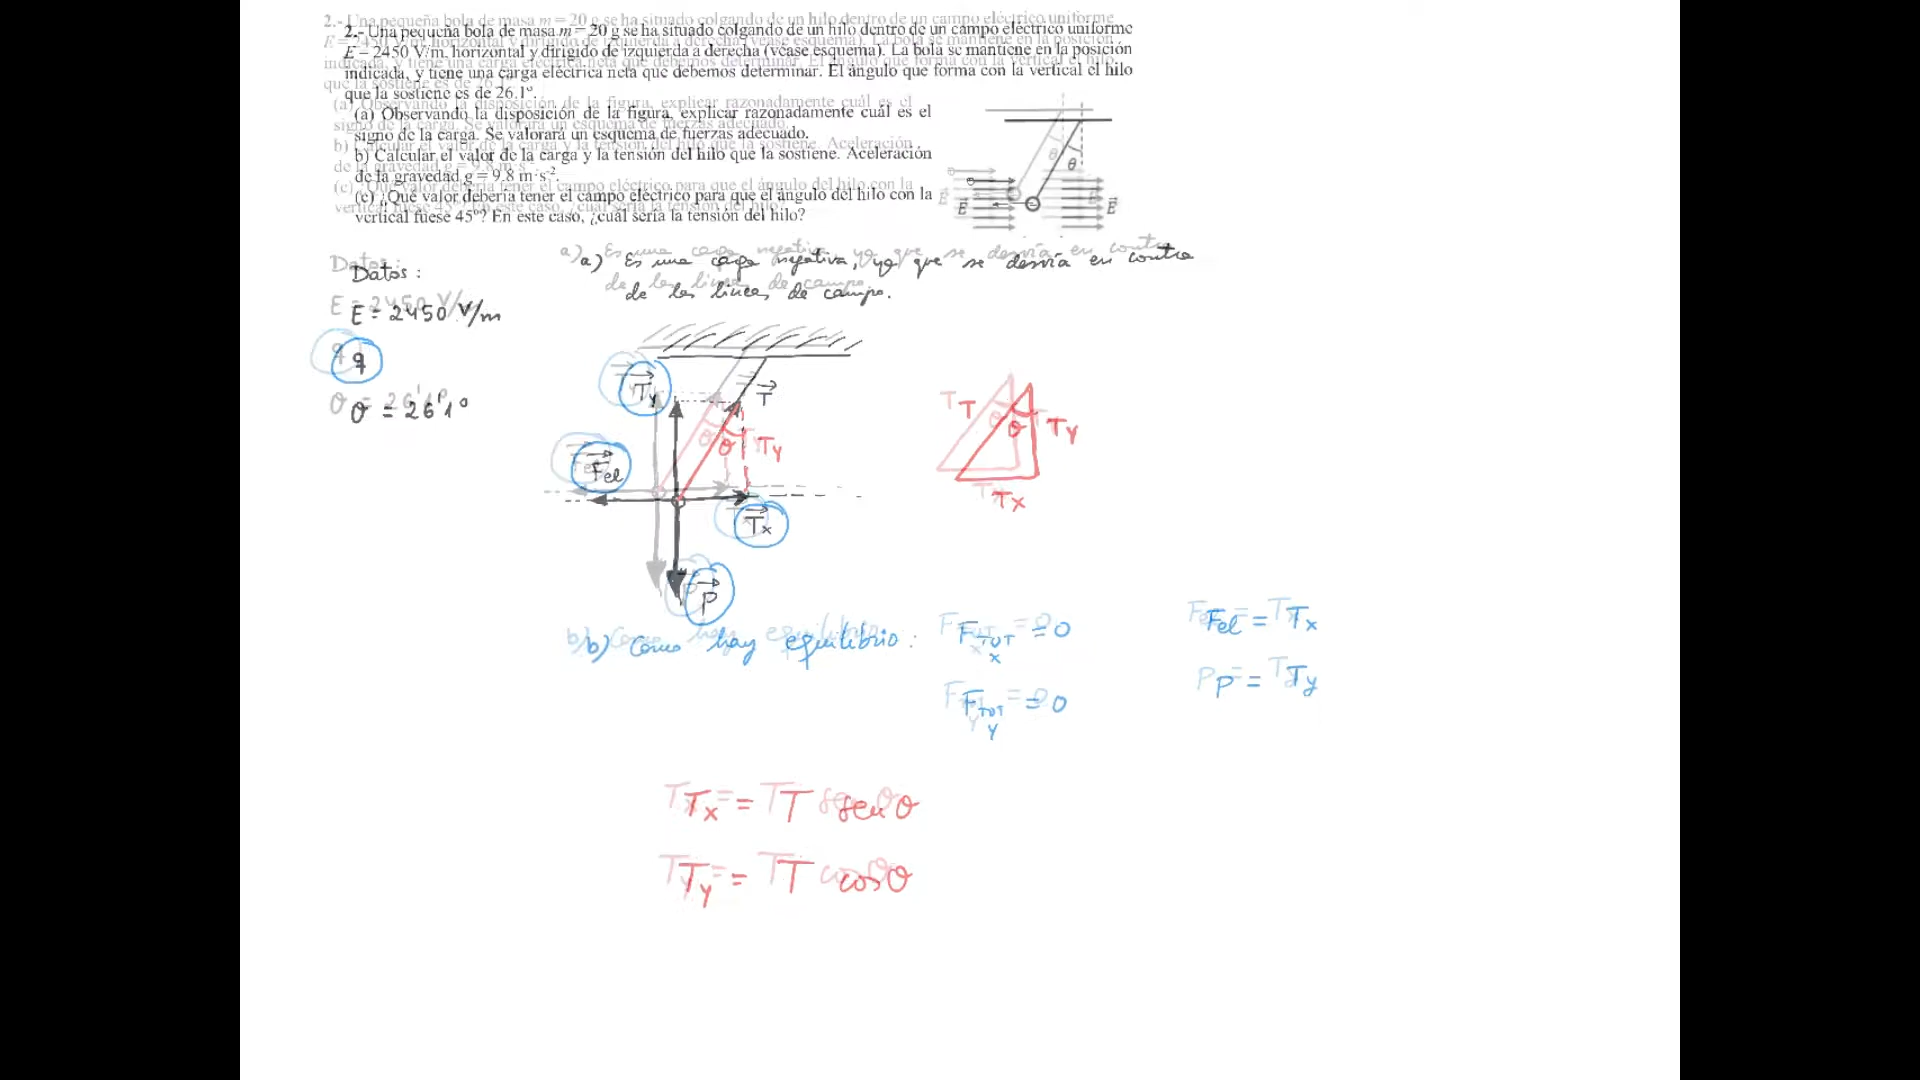 2.- Una pequeña bola de masa m = 20 g se ha situado colgando de un hilo dentro de un campo eléctrico uniforme
E = 2450 V/m, horizontal y dirigido de izquierda a derecha (véase esquema). La bola se mantiene en la posición
indicada, y tiene una carga eléctrica neta que debemos determinar. El ángulo que forma con la vertical el hilo
que la sostiene es de 26.1º.
(a) Observando la disposición de la figura, explicar razonadamente cuál es el
signo de la carga. Se valorará un esquema de fuerzas adecuado.
b) Calcular el valor de la carga y la tensión del hilo que la sostiene. Aceleración
de la gravedad g = 9.8 m·s⁻².
(c) ¿Qué valor debería tener el campo eléctrico para que el ángulo del hilo con la
vertical fuese 45º? En este caso, ¿cuál sería la tensión del hilo?
θ
E
E
Datos :
E = 2450 V/m
q
θ = 26'1º
a) Es una carga negativa, ya que se desvía en contra
de las líneas de campo.
Ty
T
θ
Ty
Fel
Tx
P
T
θ
Ty
Tx
b) Como hay equilibrio :
F TOT x = 0
Fel = Tx
F TOT y = 0
P = Ty
Tx = T sen θ
Ty = T cos θ